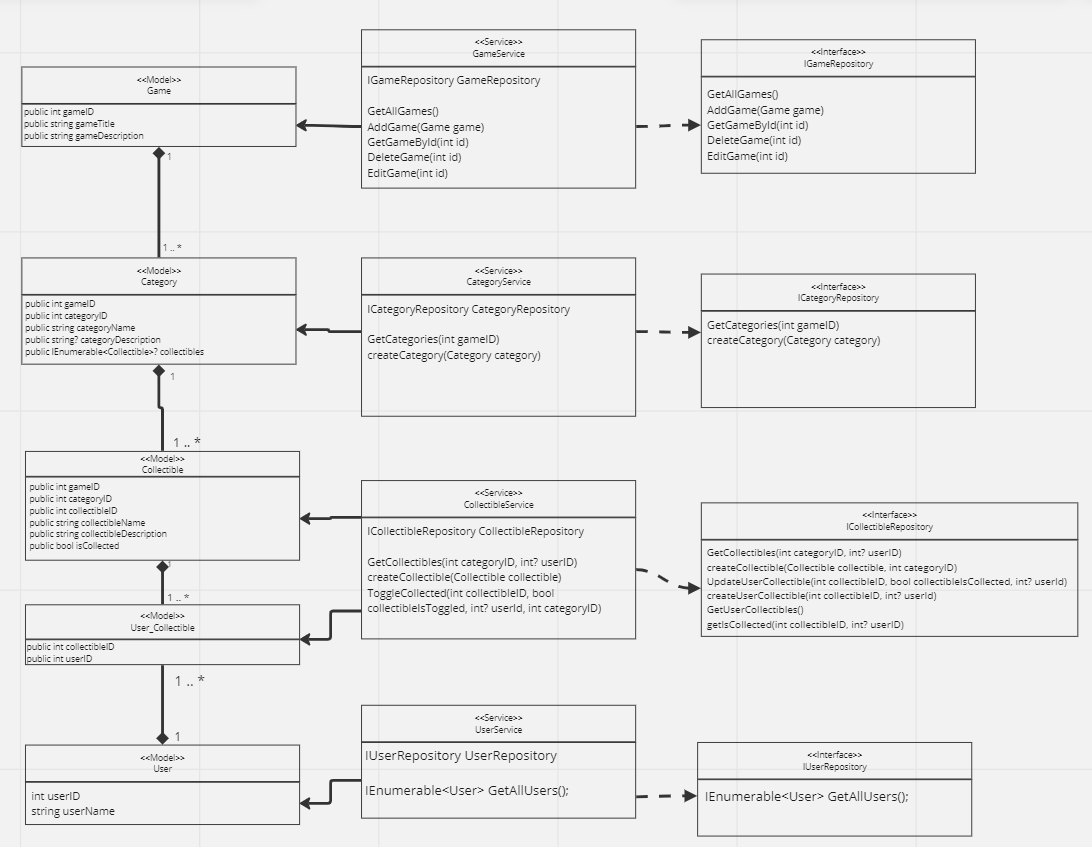 <<Model>>
Game
public int gameID
public string gameTitle
public string gameDescription
1
1 .. *
<<Service>>
GameService
IGameRepository GameRepository
GetAllGames()
AddGame(Game game)
GetGameById(int id)
DeleteGame(int id)
EditGame(int id)
<<Interface>>
IGameRepository
GetAllGames()
AddGame(Game game)
GetGameById(int id)
DeleteGame(int id)
EditGame(int id)
<<Model>>
Category
public int gameID
public int categoryID
public string categoryName
public string? categoryDescription
public IEnumerable<Collectible>? collectibles
1
1 .. *
<<Service>>
CategoryService
ICategoryRepository CategoryRepository
GetCategories(int gameID)
createCategory(Category category)
<<Interface>>
ICategoryRepository
GetCategories(int gameID)
createCategory(Category category)
<<Model>>
Collectible
public int gameID
public int categoryID
public int collectibleID
public string collectibleName
public string collectibleDescription
public bool isCollected
1
1 .. *
<<Service>>
CollectibleService
ICollectibleRepository CollectibleRepository
GetCollectibles(int categoryID, int? userID)
createCollectible(Collectible collectible)
ToggleCollected(int collectibleID, bool
collectibleIsToggled, int? userId, int categoryID)
<<Interface>>
ICollectibleRepository
GetCollectibles(int categoryID, int? userID)
createCollectible(Collectible collectible, int categoryID)
UpdateUserCollectible(int collectibleID, bool collectibleIsCollected, int? userId)
createUserCollectible(int collectibleID, int? userId)
GetUserCollectibles()
getIsCollected(int collectibleID, int? userID)
<<Model>>
User_Collectible
public int collectibleID
public int userID
1 .. *
1
<<Model>>
User
int userID
string userName
<<Service>>
UserService
IUserRepository UserRepository
IEnumerable<User> GetAllUsers();
<<Interface>>
IUserRepository
IEnumerable<User> GetAllUsers();